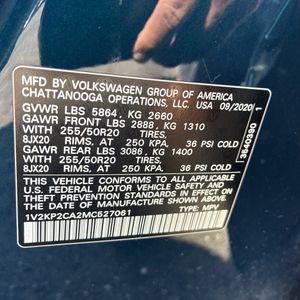 MFD BY VOLKSWAGEN GROUP OF AMERICA
CHATTANOOGA OPERATIONS, LLC. USA 09/2020
GVWR LBS 5864, KG 2660
GAWR FRONT LBS 2888, KG 1310
WITH 255/50R20 TIRES,
8JX20 RIMS, AT 250 KPA. 36 PSI COLD
GAWR REAR LBS 3086, KG 1400
WITH 255/50R20 TIRES,
8JX20 RIMS, AT 250 KPA. 36 PSI COLD
THIS VEHICLE CONFORMS TO ALL APPLICABLE
FEDERAL MOTOR VEHICLE SAFETY STANDARDS
IN EFFECT ON THE DATE OF MANUFACTURE SHOWN ABOVE.
1V2KP2CA2MC527061 TYPE: MPV
3940390 1